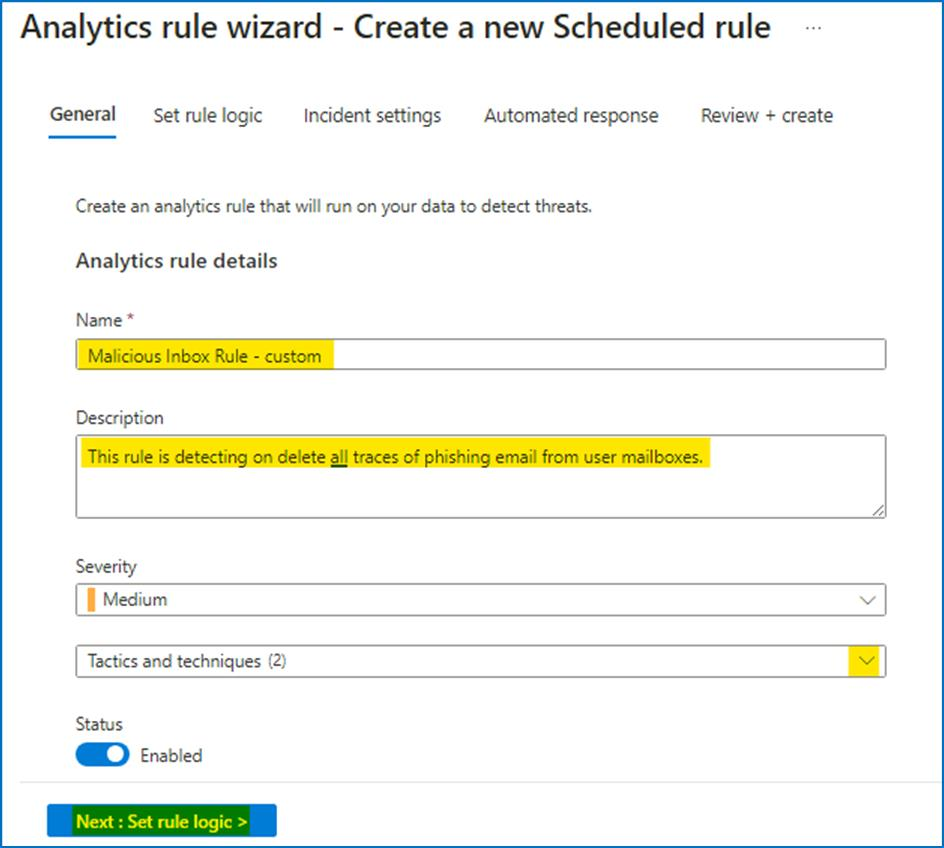 Analytics rule wizard - Create a new Scheduled rule ...
General Set rule logic Incident settings Automated response Review + create
Create an analytics rule that will run on your data to detect threats.
Analytics rule details
Name *
Malicious Inbox Rule - custom
Description
This rule is detecting on delete all traces of phishing email from user mailboxes.
Severity
Medium
Tactics and techniques (2)
Status
Enabled
Next : Set rule logic >